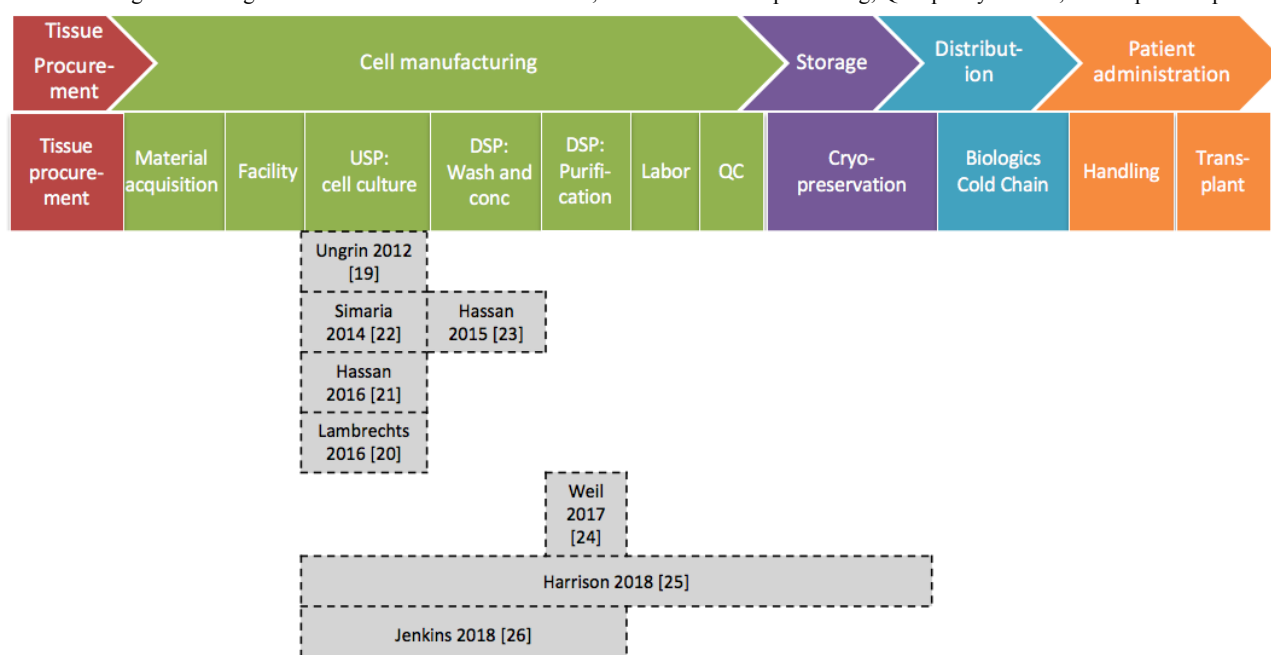 Tissue
Procure-
ment
Cell manufacturing
Storage
Distribut-
ion
Patient
administration
Tissue
procure-
ment
Material
acquisition
Facility
USP:
cell culture
DSP:
Wash and
conc
DSP:
Purifi-
cation
Labor
QC
Cryo-
preservation
Biologics
Cold Chain
Handling
Trans-
plant
Ungrin 2012
[19]
Simaria
2014 [22]
Hassan
2015 [23]
Hassan
2016 [21]
Lambrechts
2016 [20]
Weil
2017
[24]
Harrison 2018 [25]
Jenkins 2018 [26]